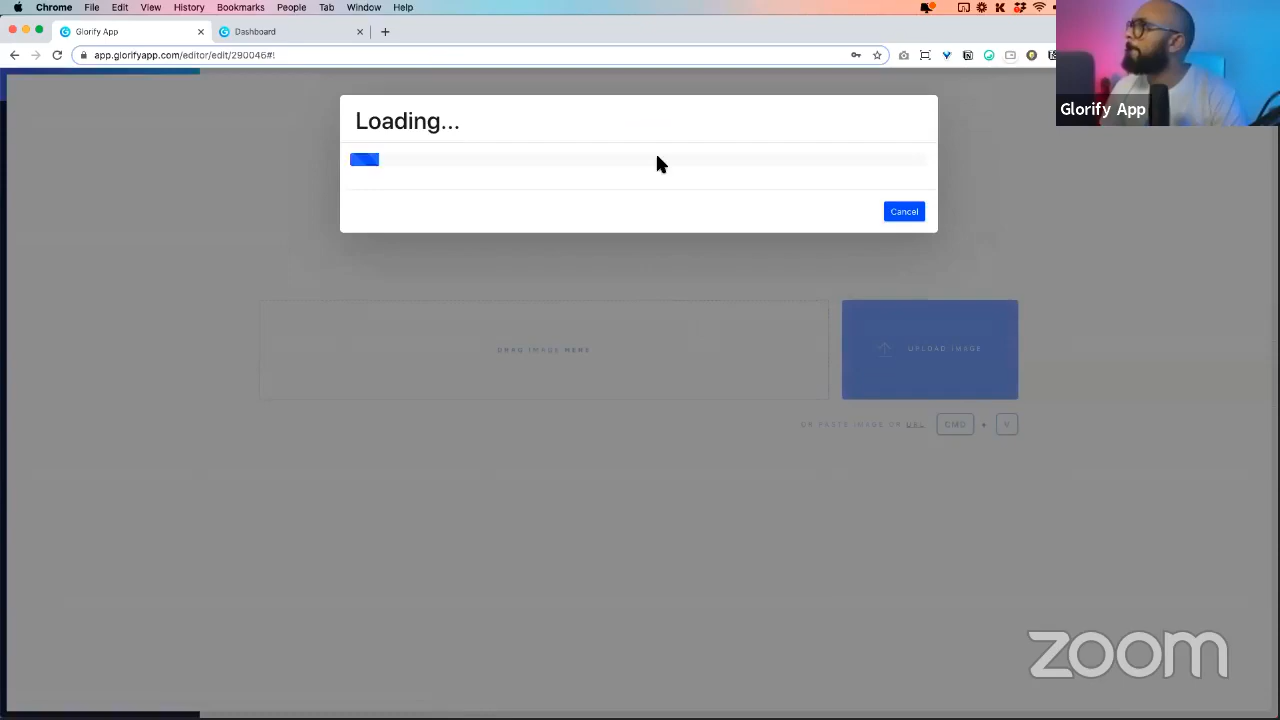 Chrome File Edit View History Bookmarks People Tab Window Help
Glorify App
Dashboard
app.glorifyapp.com/editor/edit/290046#!
Glorify App
Loading...
Cancel
DRAG IMAGE HERE
UPLOAD IMAGE
OR PASTE IMAGE OR URL CMD + V
zoom